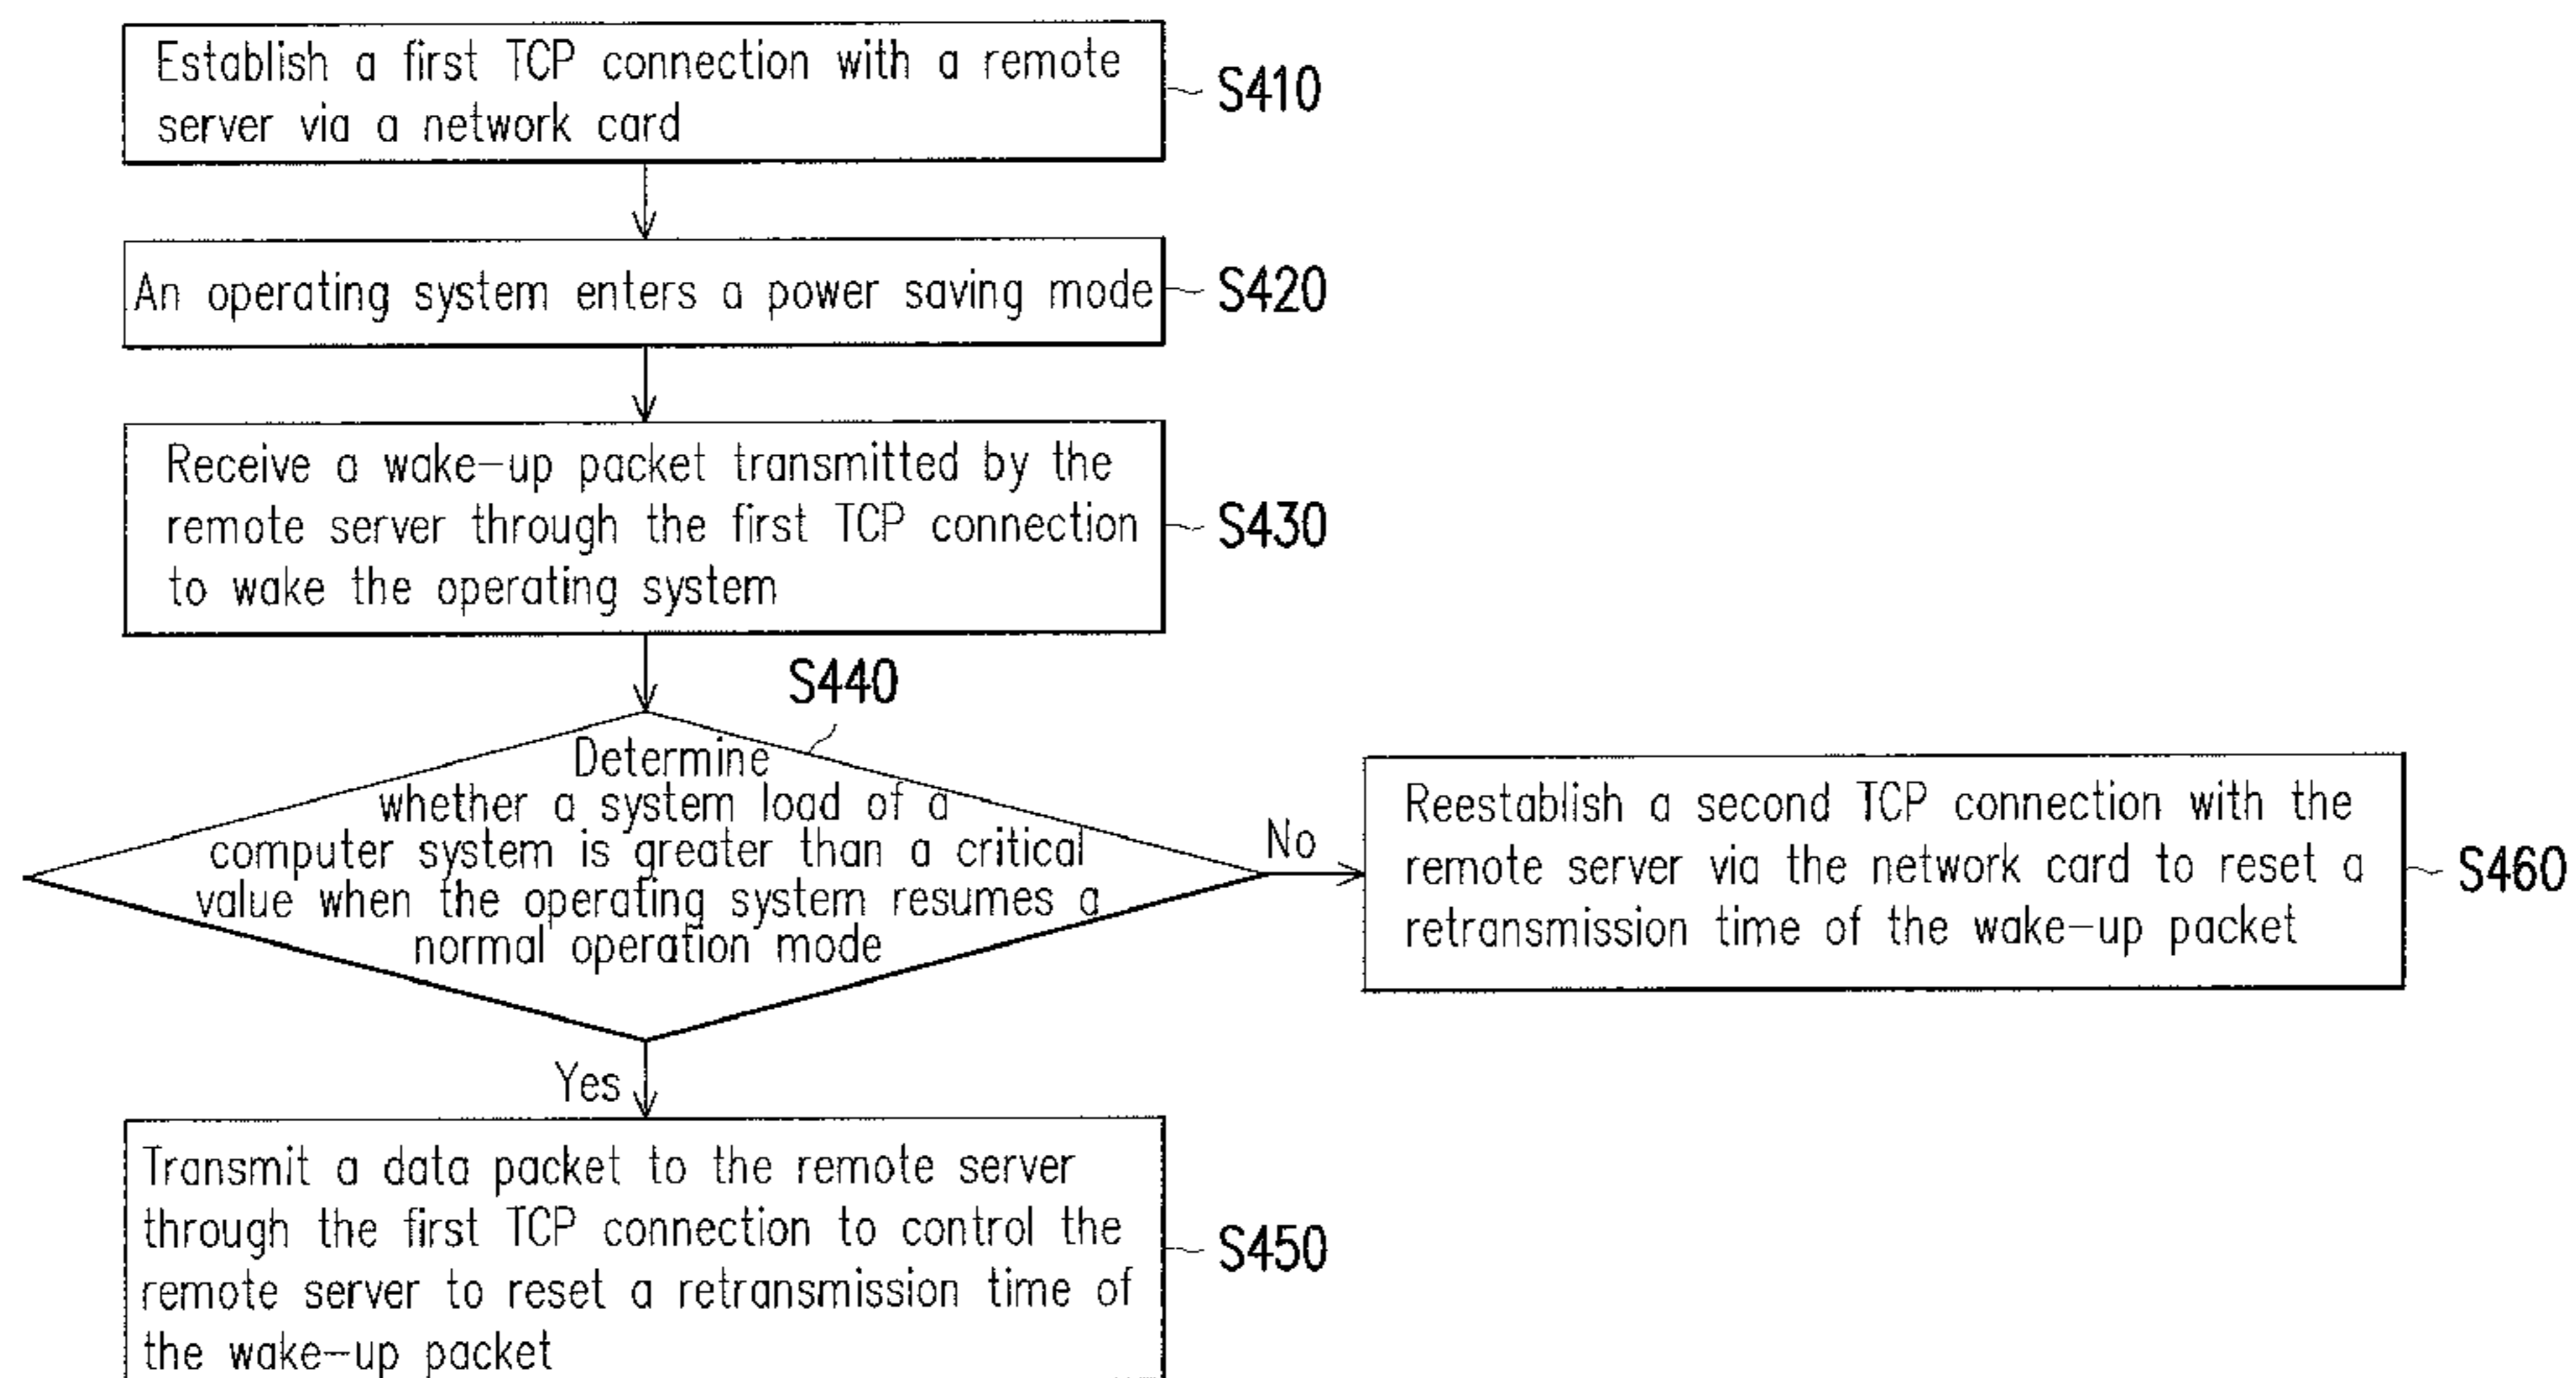 Establish a first TCP connection with a remote
server via a network card
S410
An operating system enters a power saving mode
S420
Receive a wake-up packet transmitted by the
remote server through the first TCP connection
to wake the operating system
S430
S440
Determine
whether a system load of a
computer system is greater than a critical
value when the operating system resumes a
normal operation mode
No
Reestablish a second TCP connection with the
remote server via the network card to reset a
retransmission time of the wake-up packet
S460
Yes
Transmit a data packet to the remote server
through the first TCP connection to control the
remote server to reset a retransmission time of
the wake-up packet
S450